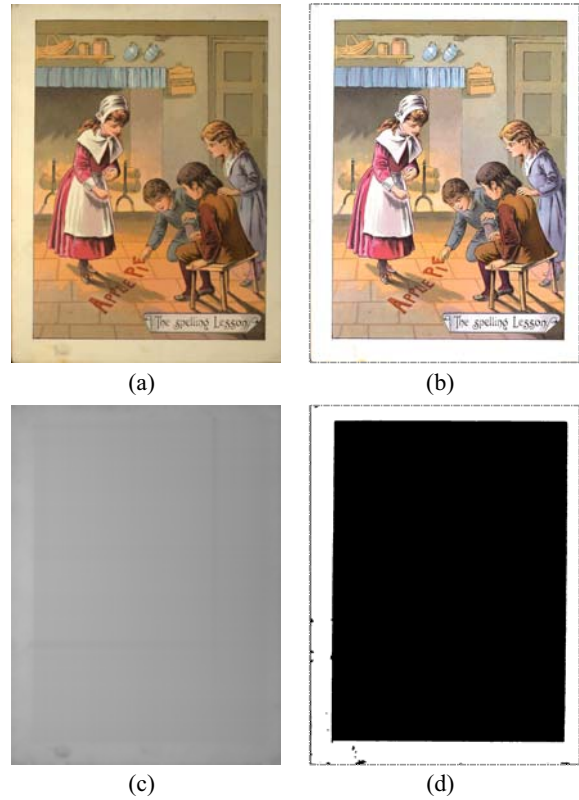 APPLE PIE
The spelling Lesson
APPLE PIE
The spelling Lesson
(a)
(b)
(c)
(d)